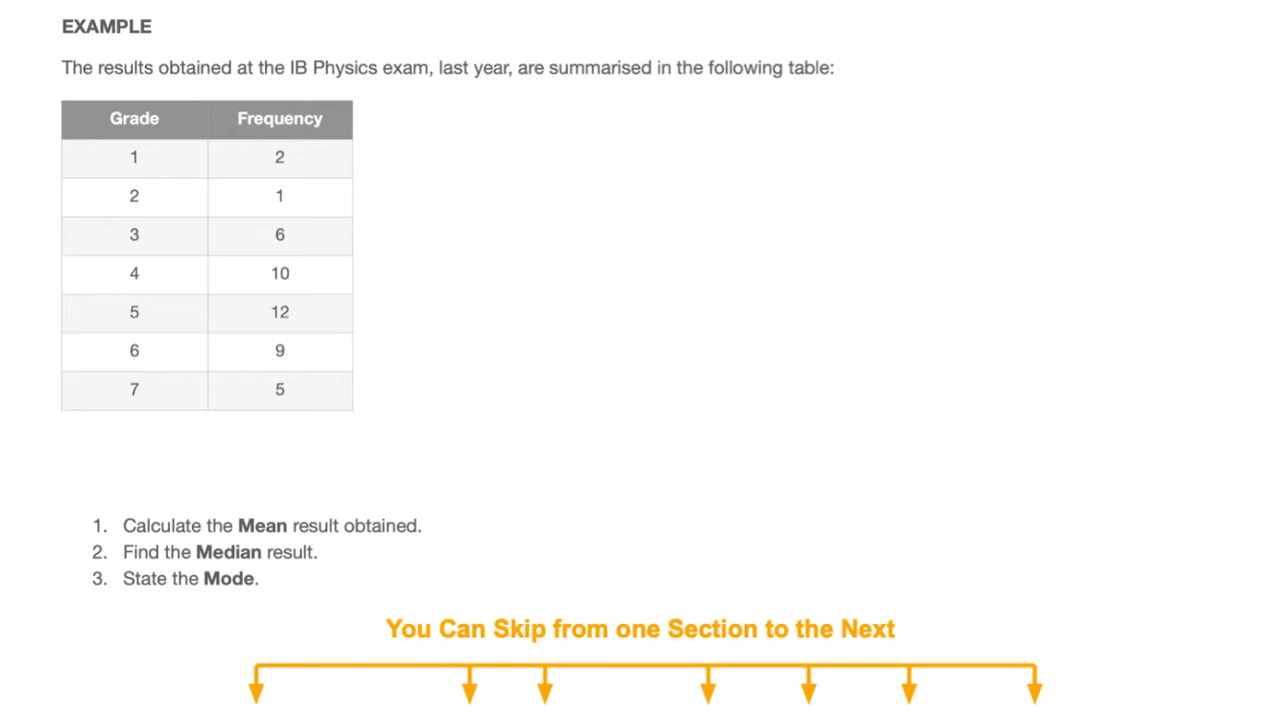 EXAMPLE
The results obtained at the IB Physics exam, last year, are summarised in the following table:
Grade Frequency
1 2
2 1
3 6
4 10
5 12
6 9
7 5
1. Calculate the Mean result obtained.
2. Find the Median result.
3. State the Mode.
You Can Skip from one Section to the Next